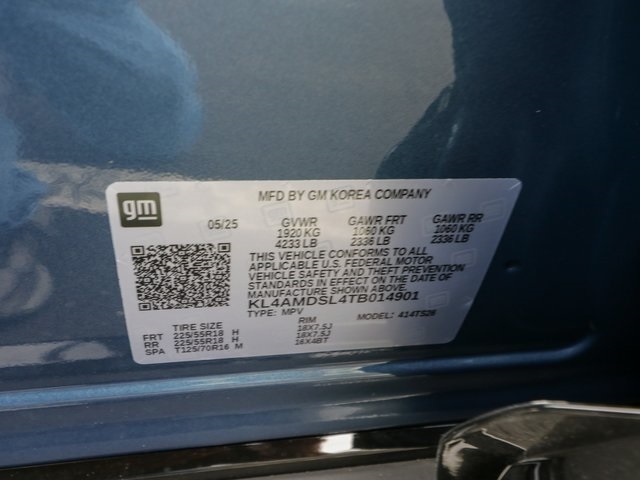 gm
MFD BY GM KOREA COMPANY
05/25 GVWR GAWR FRT GAWR RR
1920 KG 1060 KG 1060 KG
4233 LB 2336 LB 2336 LB
THIS VEHICLE CONFORMS TO ALL
APPLICABLE U.S. FEDERAL MOTOR
VEHICLE SAFETY AND THEFT PREVENTION
STANDARDS IN EFFECT ON THE DATE
OF MANUFACTURE SHOWN ABOVE.
KL4AMDSL4TB014901
TYPE: MPV MODEL: 414TS26
TIRE SIZE RIM
FRT 225/55R18 H 18X7.5J
RR 225/55R18 H 18X7.5J
SPA T125/70R16 M 16X4BT